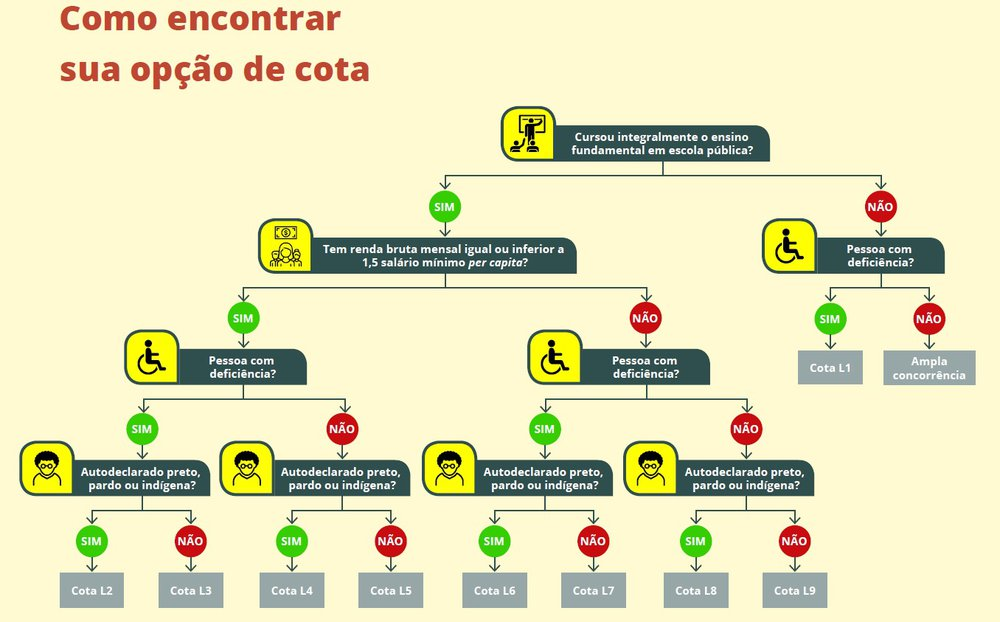 Como encontrar
sua opção de cota
Cursou integralmente o ensino
fundamental em escola pública?
SIM
NÃO
Tem renda bruta mensal igual ou inferior a
1,5 salário mínimo per capita?
Pessoa com
deficiência?
SIM
NÃO
SIM
NÃO
Pessoa com
deficiência?
Pessoa com
deficiência?
Cota L1
Ampla
concorrência
SIM
NÃO
SIM
NÃO
Autodeclarado preto,
pardo ou indígena?
Autodeclarado preto,
pardo ou indígena?
Autodeclarado preto,
pardo ou indígena?
Autodeclarado preto,
pardo ou indígena?
SIM
NÃO
SIM
NÃO
SIM
NÃO
SIM
NÃO
Cota L2
Cota L3
Cota L4
Cota L5
Cota L6
Cota L7
Cota L8
Cota L9